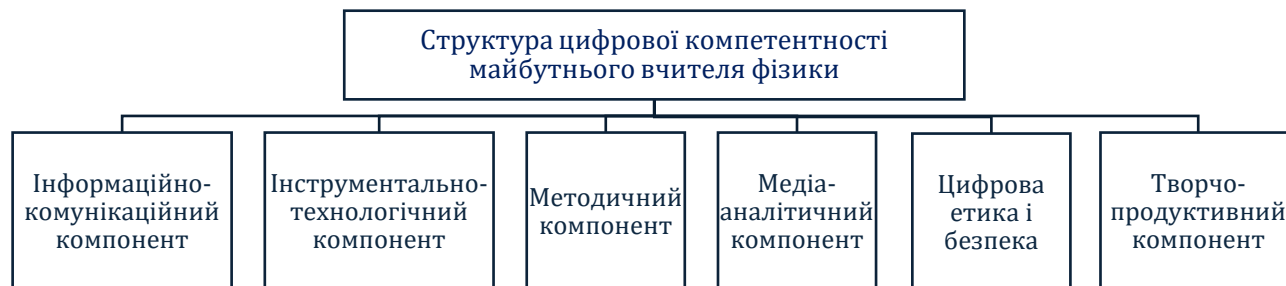 Структура цифрової компетентності
майбутнього вчителя фізики
Інформаційно-
комунікаційний
компонент
Інструментально-
технологічний
компонент
Методичний
компонент
Медіа-
аналітичний
компонент
Цифрова
етика і
безпека
Творчо-
продуктивний
компонент